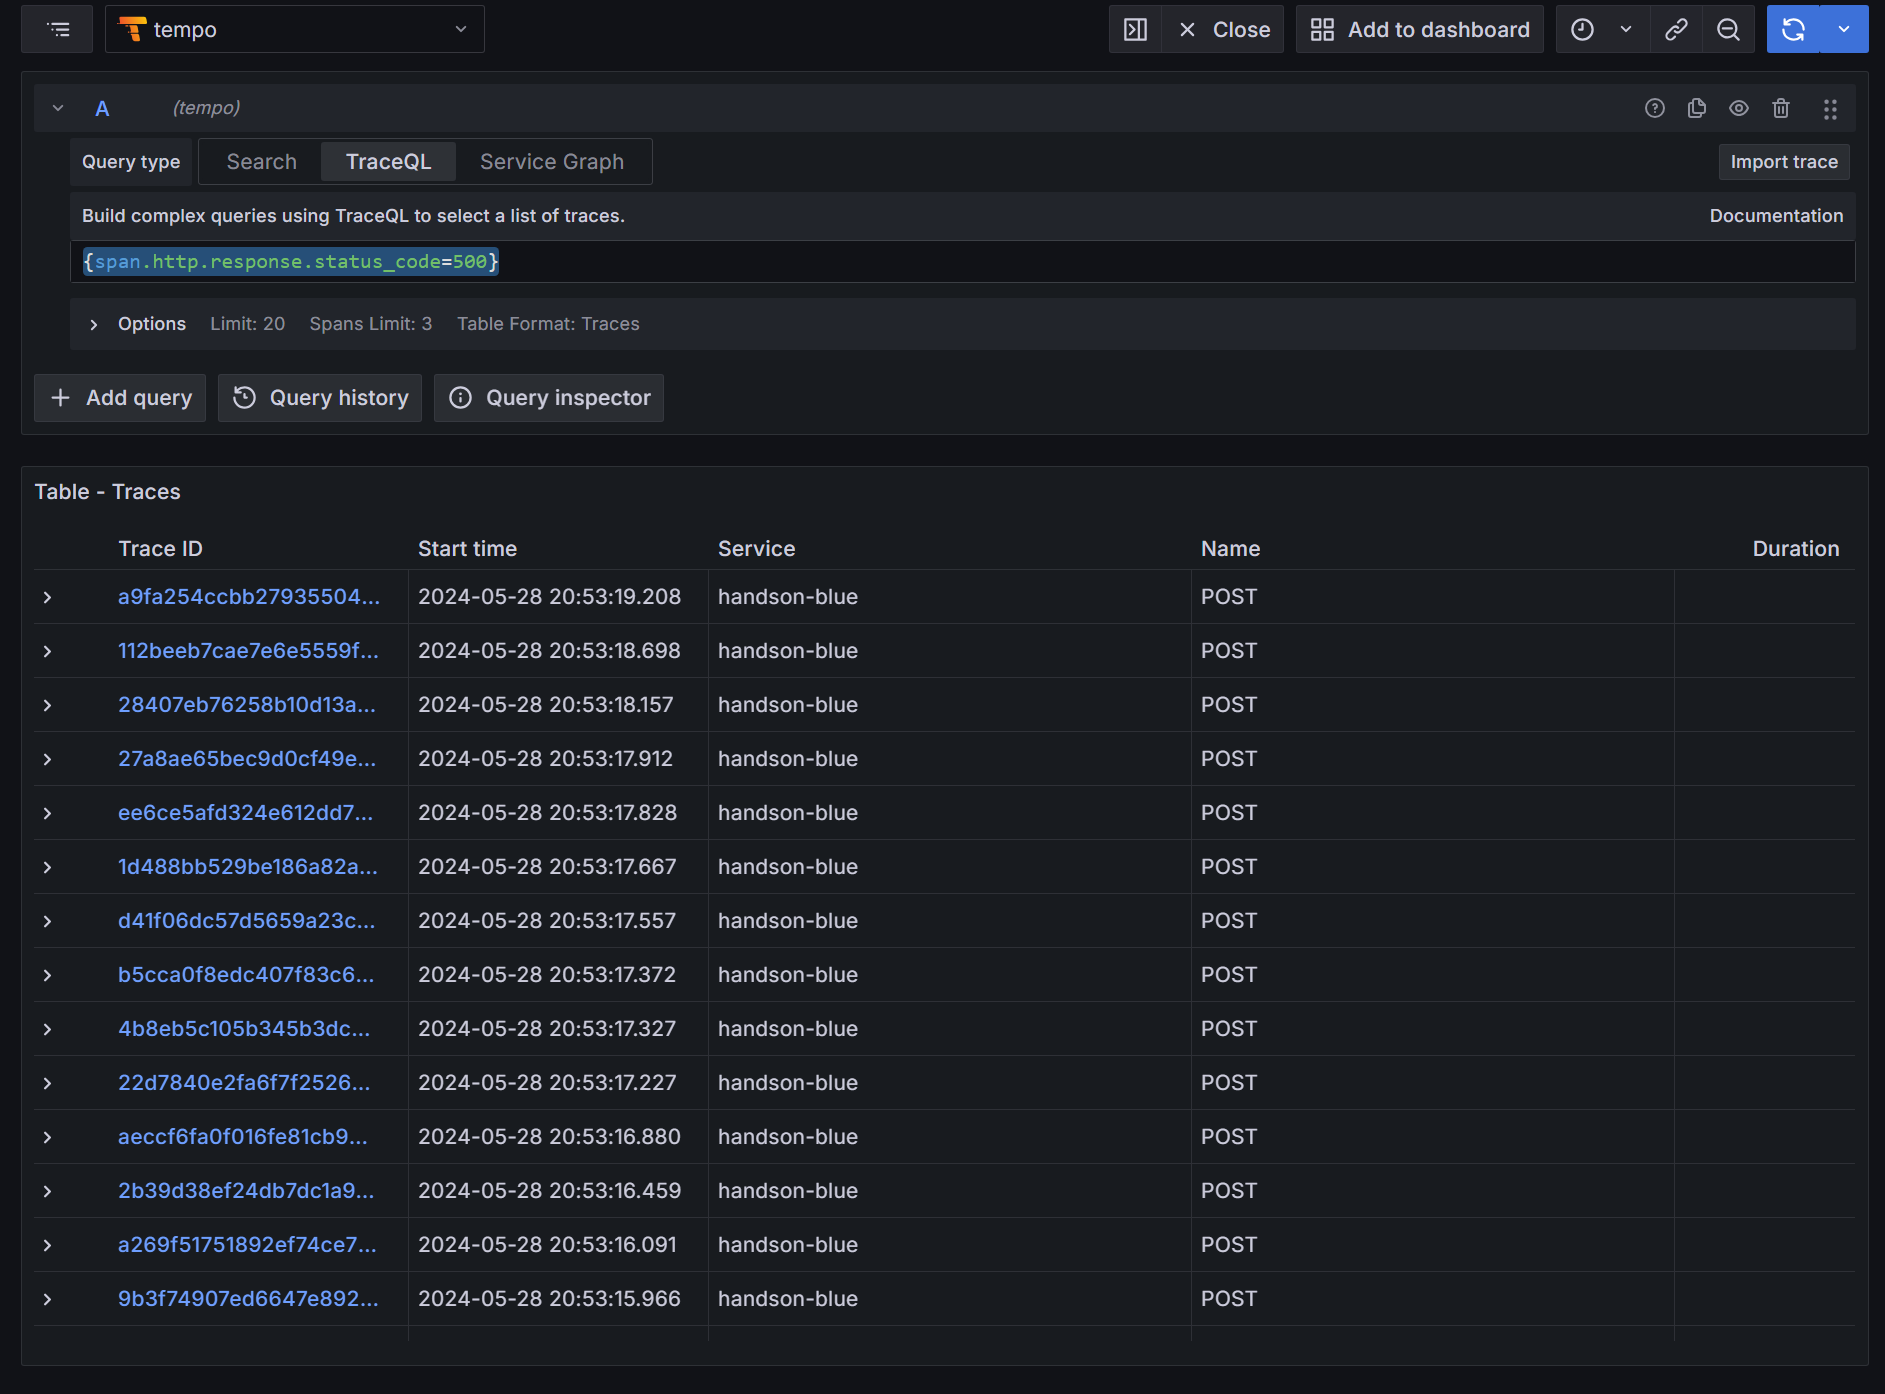 tempo
Close
Add to dashboard
A (tempo)
Query type Search TraceQL Service Graph Import trace
Build complex queries using TraceQL to select a list of traces. Documentation
{span.http.response.status_code=500}
Options Limit: 20 Spans Limit: 3 Table Format: Traces
Add query Query history Query inspector
Table - Traces
Trace ID Start time Service Name Duration
a9fa254ccbb27935504... 2024-05-28 20:53:19.208 handson-blue POST
112beeb7cae7e6e5559f... 2024-05-28 20:53:18.698 handson-blue POST
28407eb76258b10d13a... 2024-05-28 20:53:18.157 handson-blue POST
27a8ae65bec9d0cf49e... 2024-05-28 20:53:17.912 handson-blue POST
ee6ce5afd324e612dd7... 2024-05-28 20:53:17.828 handson-blue POST
1d488bb529be186a82a... 2024-05-28 20:53:17.667 handson-blue POST
d41f06dc57d5659a23c... 2024-05-28 20:53:17.557 handson-blue POST
b5cca0f8edc407f83c6... 2024-05-28 20:53:17.372 handson-blue POST
4b8eb5c105b345b3dc... 2024-05-28 20:53:17.327 handson-blue POST
22d7840e2fa6f7f2526... 2024-05-28 20:53:17.227 handson-blue POST
aeccf6fa0f016fe81cb9... 2024-05-28 20:53:16.880 handson-blue POST
2b39d38ef24db7dc1a9... 2024-05-28 20:53:16.459 handson-blue POST
a269f51751892ef74ce7... 2024-05-28 20:53:16.091 handson-blue POST
9b3f74907ed6647e892... 2024-05-28 20:53:15.966 handson-blue POST